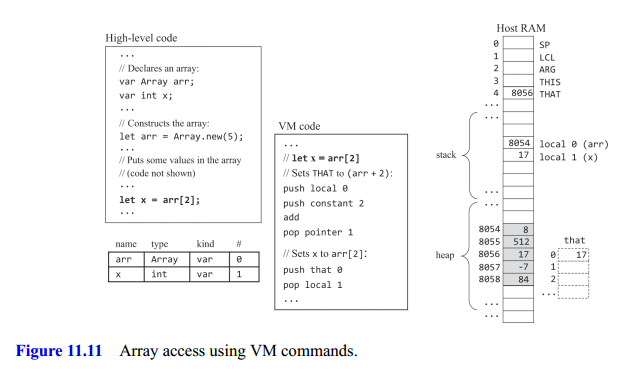 High-level code
...
// Declares an array:
var Array arr;
var int x;
...
// Constructs the array:
let arr = Array.new(5);
...
// Puts some values in the array
// (code not shown)
...
let x = arr[2];
...
name type kind #
arr Array var 0
x int var 1
VM code
...
// let x = arr[2]
// Sets THAT to (arr + 2):
push local 0
push constant 2
add
pop pointer 1
// Sets x to arr[2]:
push that 0
pop local 1
...
Host RAM
0 SP
1 LCL
2 ARG
3 THIS
4 8056 THAT
...
...
stack
8054 local 0 (arr)
17 local 1 (x)
...
...
heap
8054 8
8055 512
8056 17
8057 -7
8058 84
...
...
that
0 17
1
2
...
Figure 11.11 Array access using VM commands.